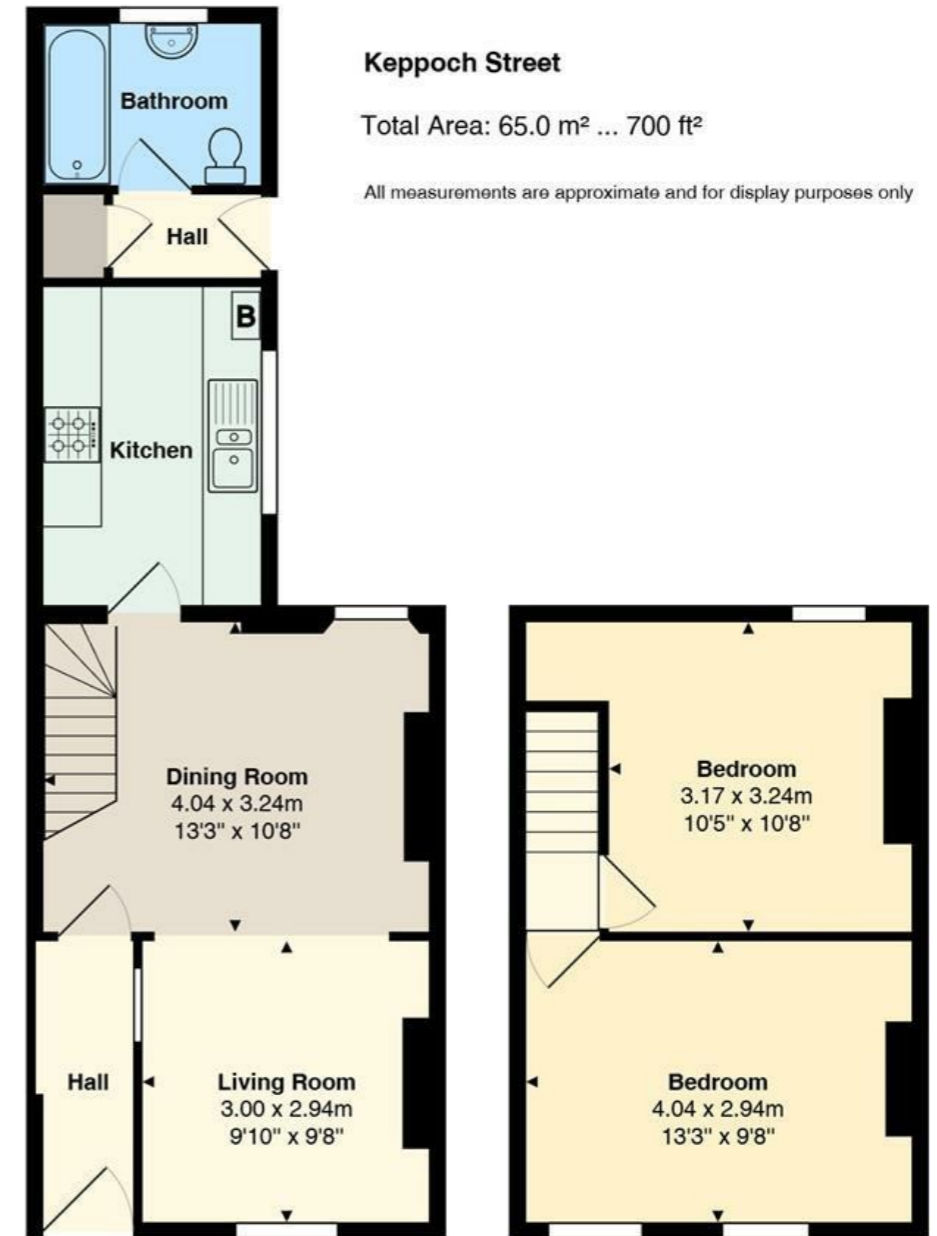 Keppoch Street
Total Area: 65.0 m² ... 700 ft²
All measurements are approximate and for display purposes only
Bathroom
Hall
B
Kitchen
Dining Room
4.04 x 3.24m
13'3" x 10'8"
Bedroom
3.17 x 3.24m
10'5" x 10'8"
Hall
Living Room
3.00 x 2.94m
9'10" x 9'8"
Bedroom
4.04 x 2.94m
13'3" x 9'8"